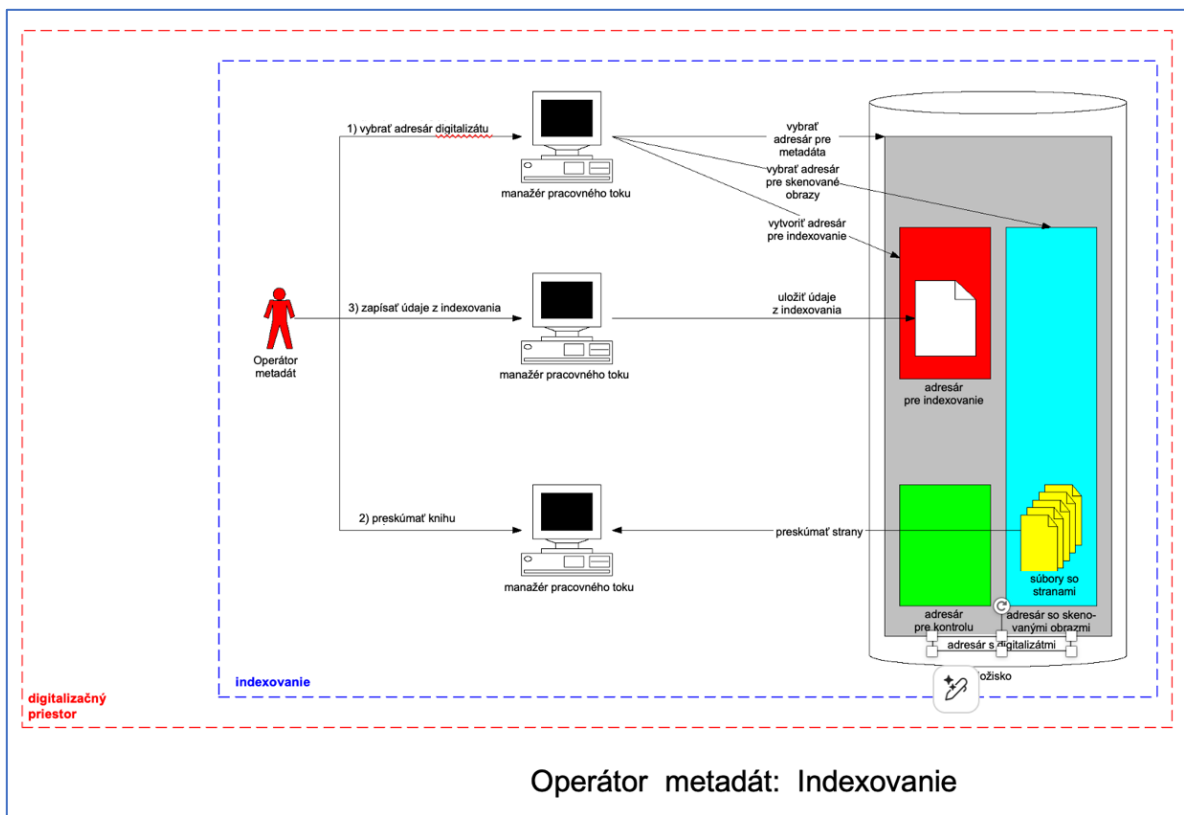 1) vybrať adresár digitalizátu
manažér pracovného toku
vybrať
adresár pre
metadáta
vybrať adresár
pre skenované
obrazy
vytvoriť adresár
pre indexovanie
3) zapísať údaje z indexovania
manažér pracovného toku
uložiť údaje
z indexovania
Operátor
metadát
adresár
pre indexovanie
2) preskúmať knihu
manažér pracovného toku
preskúmať strany
súbory so
stranami
adresár
pre kontrolu
adresár so skeno-
vanými obrazmi
adresár s digitalizátmi
indexovanie
digitalizačný
priestor
Operátor metadát: Indexovanie